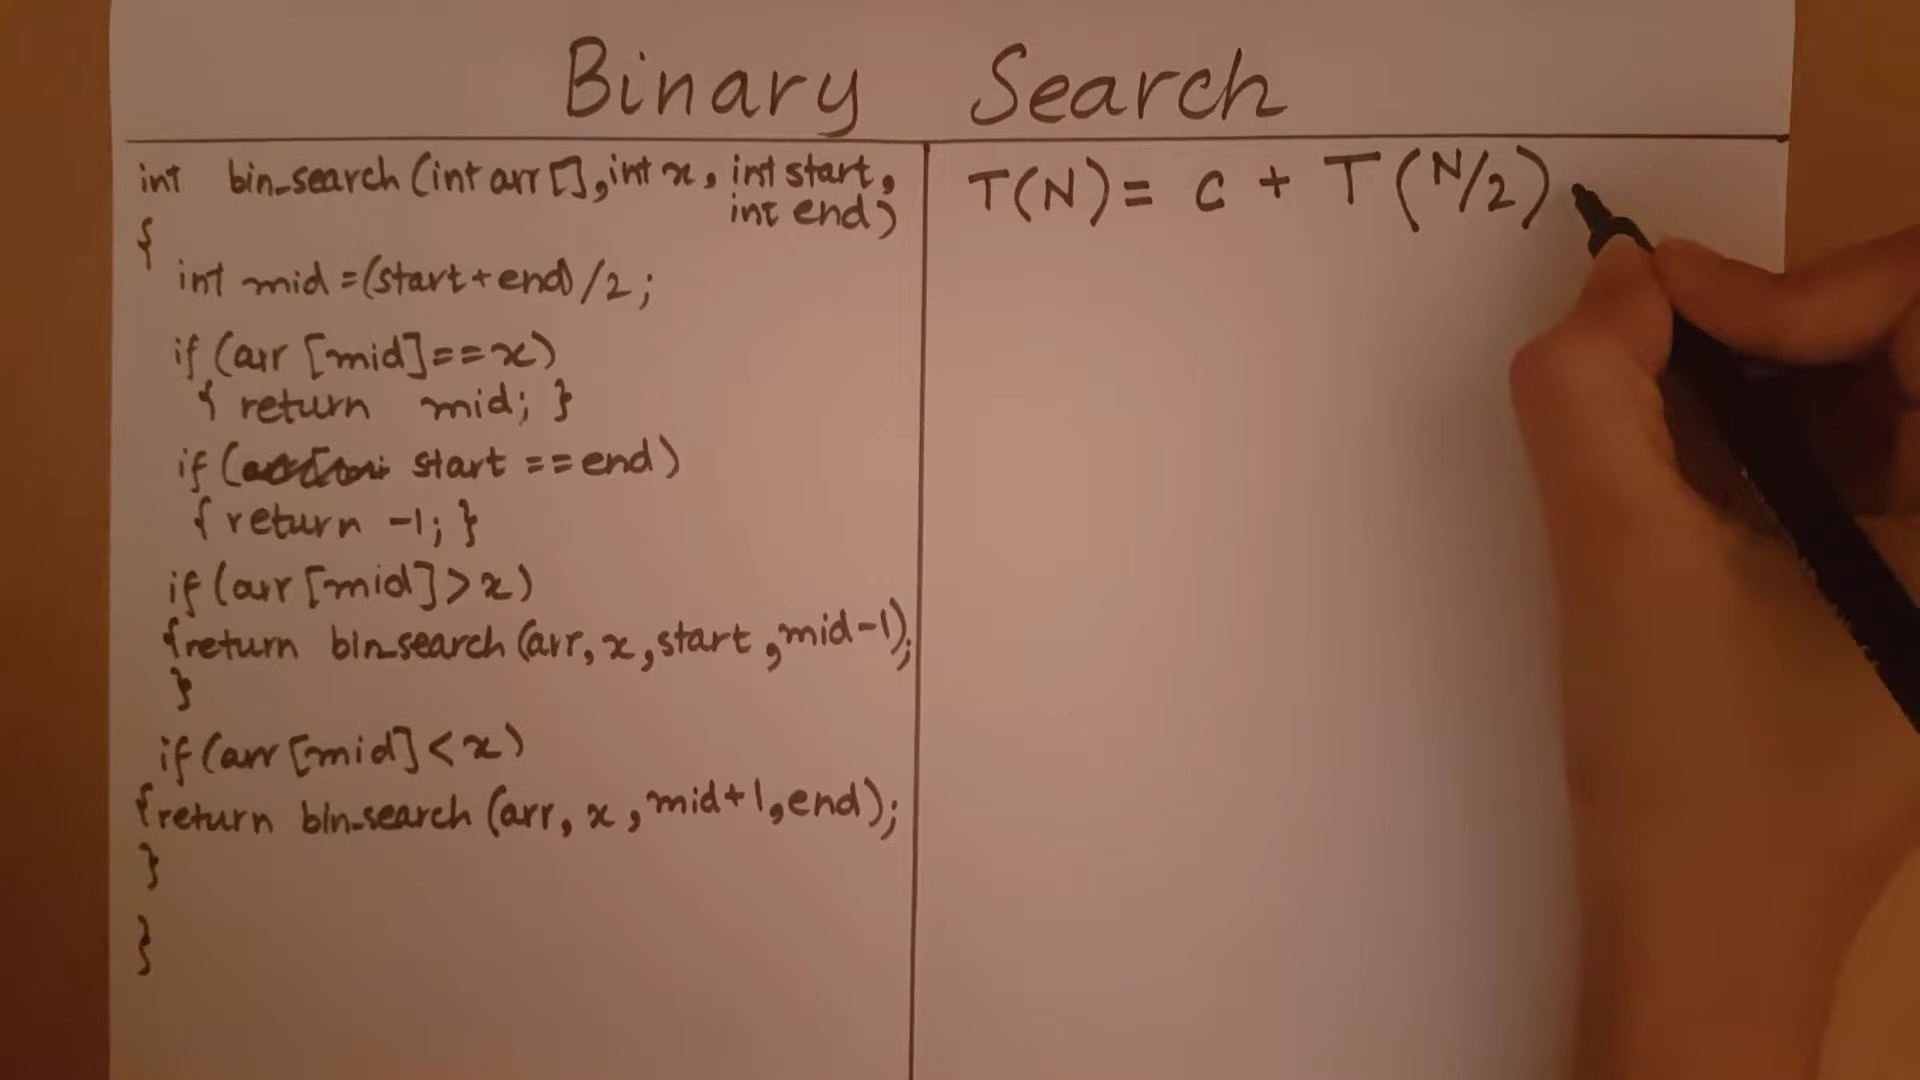 Binary Search
int bin_search (int arr [], int x, int start,
int end)
{
int mid = (start + end) /2 ;
if (arr [mid] == x)
{ return mid; }
if ( start == end)
{ return -1; }
if (arr [mid] > x)
{return bin_search (arr, x, start, mid-1);
}
if (arr [mid] < x)
{return bin_search (arr, x, mid+1, end);
}
}
T(N) = C + T(N/2)